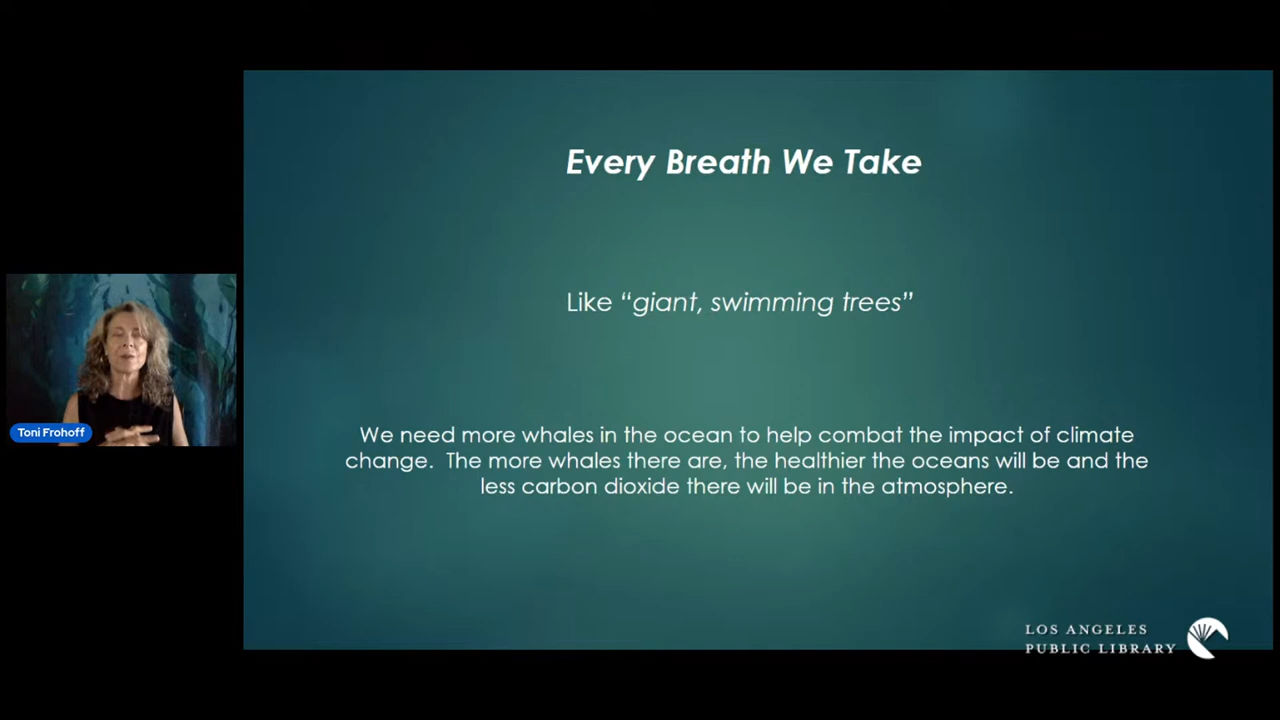 Every Breath We Take
Like “giant, swimming trees”
Toni Frohoff
We need more whales in the ocean to help combat the impact of climate
change.  The more whales there are, the healthier the oceans will be and the
less carbon dioxide there will be in the atmosphere.
LOS ANGELES
PUBLIC LIBRARY